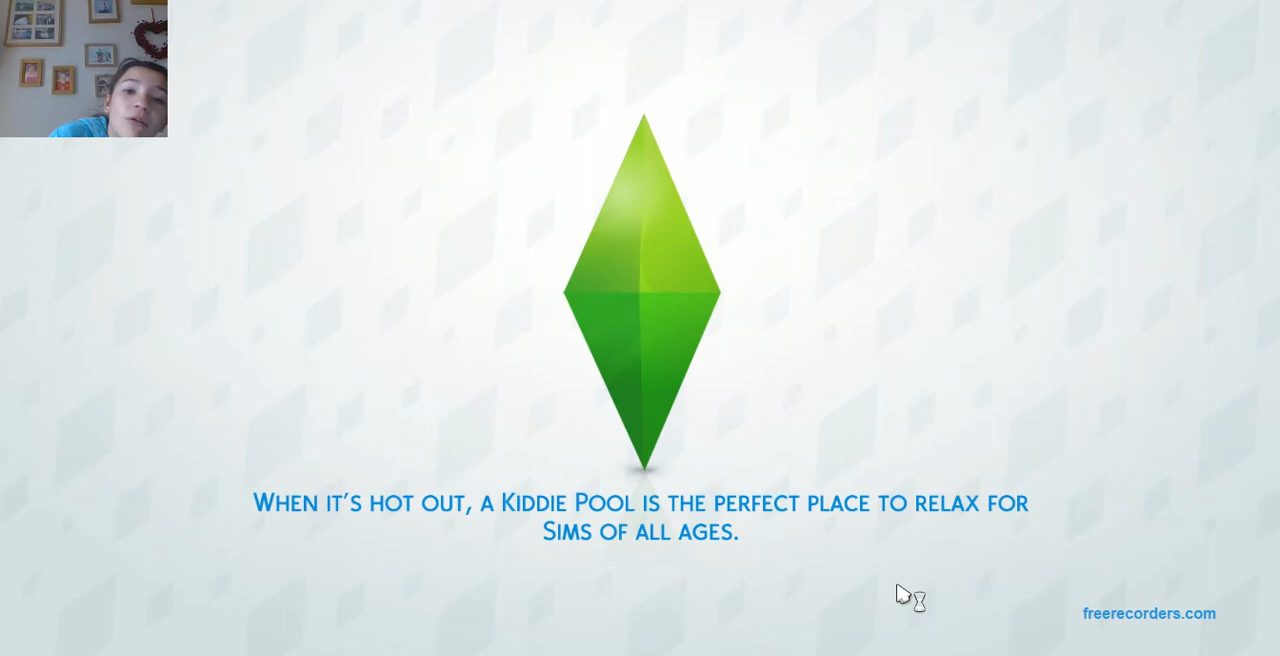 When it's hot out, a Kiddie Pool is the perfect place to relax for
Sims of all ages.
freerecorders.com